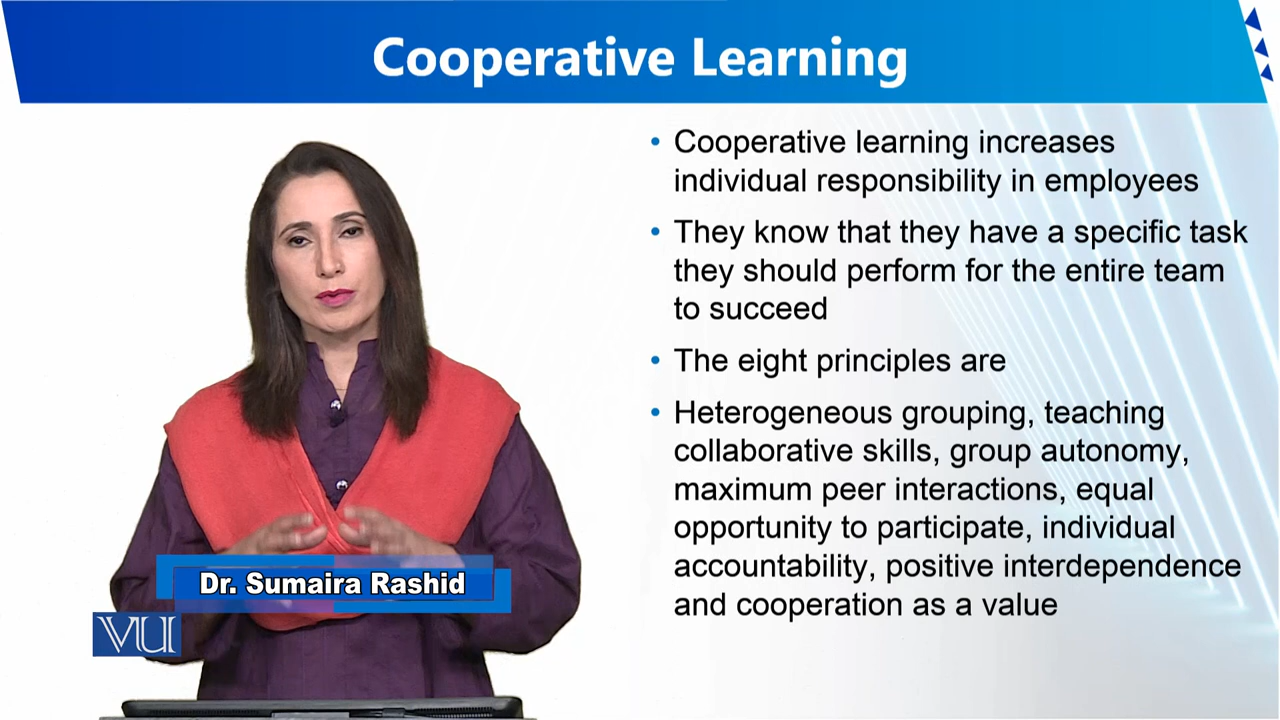 Cooperative Learning
• Cooperative learning increases
individual responsibility in employees
• They know that they have a specific task
they should perform for the entire team
to succeed
• The eight principles are
• Heterogeneous grouping, teaching
collaborative skills, group autonomy,
maximum peer interactions, equal
opportunity to participate, individual
accountability, positive interdependence
and cooperation as a value
Dr. Sumaira Rashid
VU